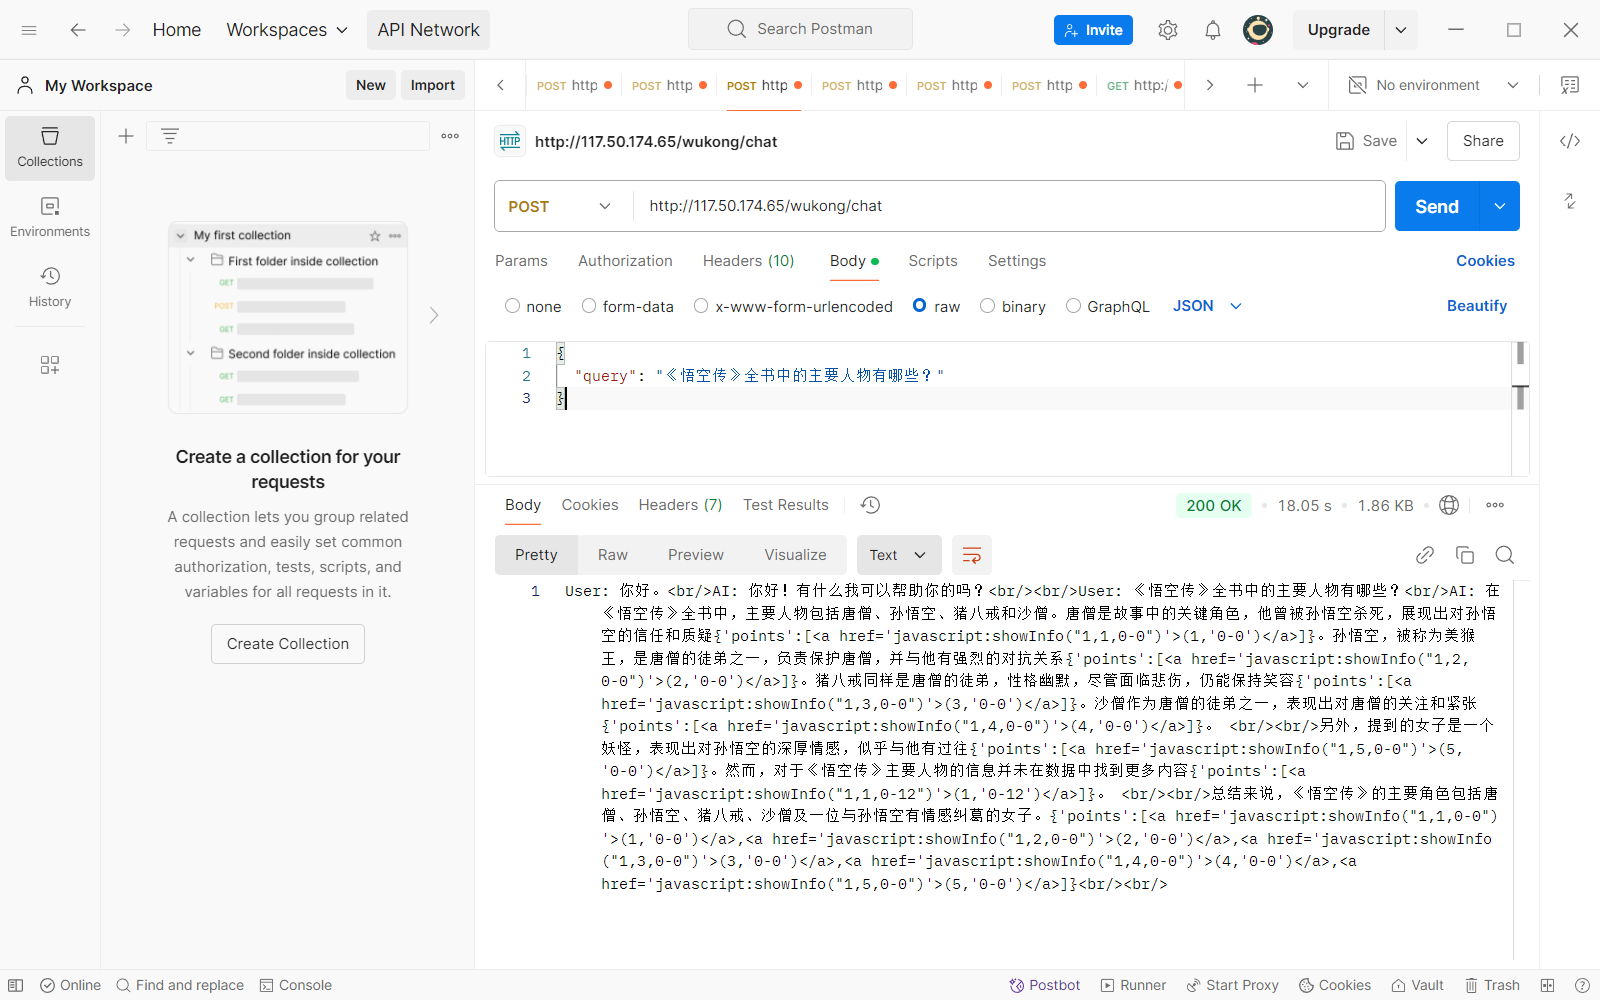 Home Workspaces API Network Search Postman Invite Upgrade
My Workspace New Import
POST http POST http POST http POST http POST http POST http GET http:/ No environment
Collections
Environments
History
My first collection
First folder inside collection
GET
POST
GET
Second folder inside collection
GET
GET
Create a collection for your
requests
A collection lets you group related
requests and easily set common
authorization, tests, scripts, and
variables for all requests in it.
Create Collection
HTTP http://117.50.174.65/wukong/chat Save Share
POST http://117.50.174.65/wukong/chat Send
Params Authorization Headers (10) Body Scripts Settings Cookies
none form-data x-www-form-urlencoded raw binary GraphQL JSON Beautify
1 {
2 "query": "《悟空传》全书中的主要人物有哪些？"
3 }
Body Cookies Headers (7) Test Results 200 OK 18.05 s 1.86 KB
Pretty Raw Preview Visualize Text
1 User: 你好。<br/>AI: 你好！有什么我可以帮助你的吗？<br/><br/>User: 《悟空传》全书中的主要人物有哪些？<br/>AI: 在
《悟空传》全书中，主要人物包括唐僧、孙悟空、猪八戒和沙僧。唐僧是故事中的关键角色，他曾被孙悟空杀死，展现出对孙悟
空的信任和质疑{'points':[<a href='javascript:showInfo("1,1,0-0")'>(1,'0-0')</a>]}。孙悟空，被称为美猴
王，是唐僧的徒弟之一，负责保护唐僧，并与他有强烈的对抗关系{'points':[<a href='javascript:showInfo("1,2,
0-0")'>(2,'0-0')</a>]}。猪八戒同样是唐僧的徒弟，性格幽默，尽管面临悲伤，仍能保持笑容{'points':[<a
href='javascript:showInfo("1,3,0-0")'>(3,'0-0')</a>]}。沙僧作为唐僧的徒弟之一，表现出对唐僧的关注和紧张
{'points':[<a href='javascript:showInfo("1,4,0-0")'>(4,'0-0')</a>]}。 <br/><br/>另外，提到的女子是一个
妖怪，表现出对孙悟空的深厚情感，似乎与他有过往{'points':[<a href='javascript:showInfo("1,5,0-0")'>(5,
'0-0')</a>]}。然而，对于《悟空传》主要人物的信息并未在数据中找到更多内容{'points':[<a
href='javascript:showInfo("1,1,0-12")'>(1,'0-12')</a>]}。 <br/><br/>总结来说，《悟空传》的主要角色包括唐
僧、孙悟空、猪八戒、沙僧及一位与孙悟空有情感纠葛的女子。{'points':[<a href='javascript:showInfo("1,1,0-0")
'>(1,'0-0')</a>,<a href='javascript:showInfo("1,2,0-0")'>(2,'0-0')</a>,<a href='javascript:showInfo
("1,3,0-0")'>(3,'0-0')</a>,<a href='javascript:showInfo("1,4,0-0")'>(4,'0-0')</a>,<a
href='javascript:showInfo("1,5,0-0")'>(5,'0-0')</a>]}<br/><br/>
Online Find and replace Console Postbot Runner Start Proxy Cookies Vault Trash